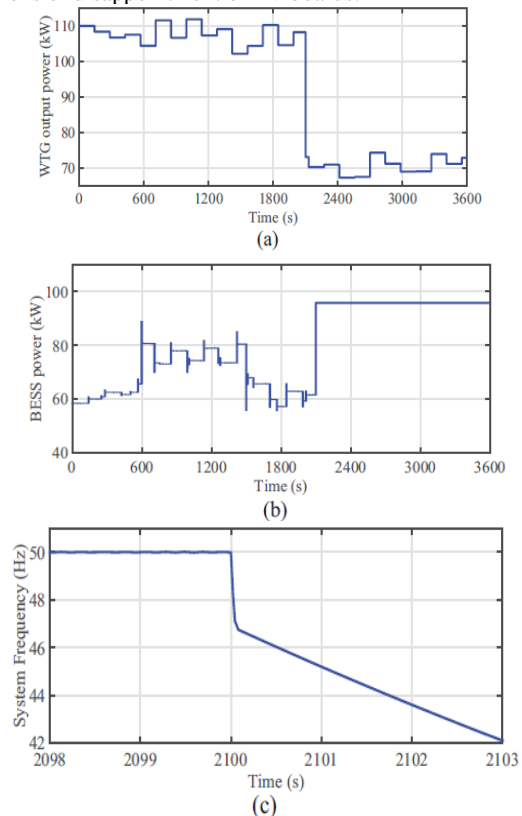 110
100
90
80
70
WTG output power (kW)
0 600 1200 1800 2400 3000 3600
Time (s)
(a)
100
80
60
40
BESS power (kW)
0 600 1200 1800 2400 3000 3600
Time (s)
(b)
50
48
46
44
42
System Frequency (Hz)
2098 2099 2100 2101 2102 2103
Time (s)
(c)